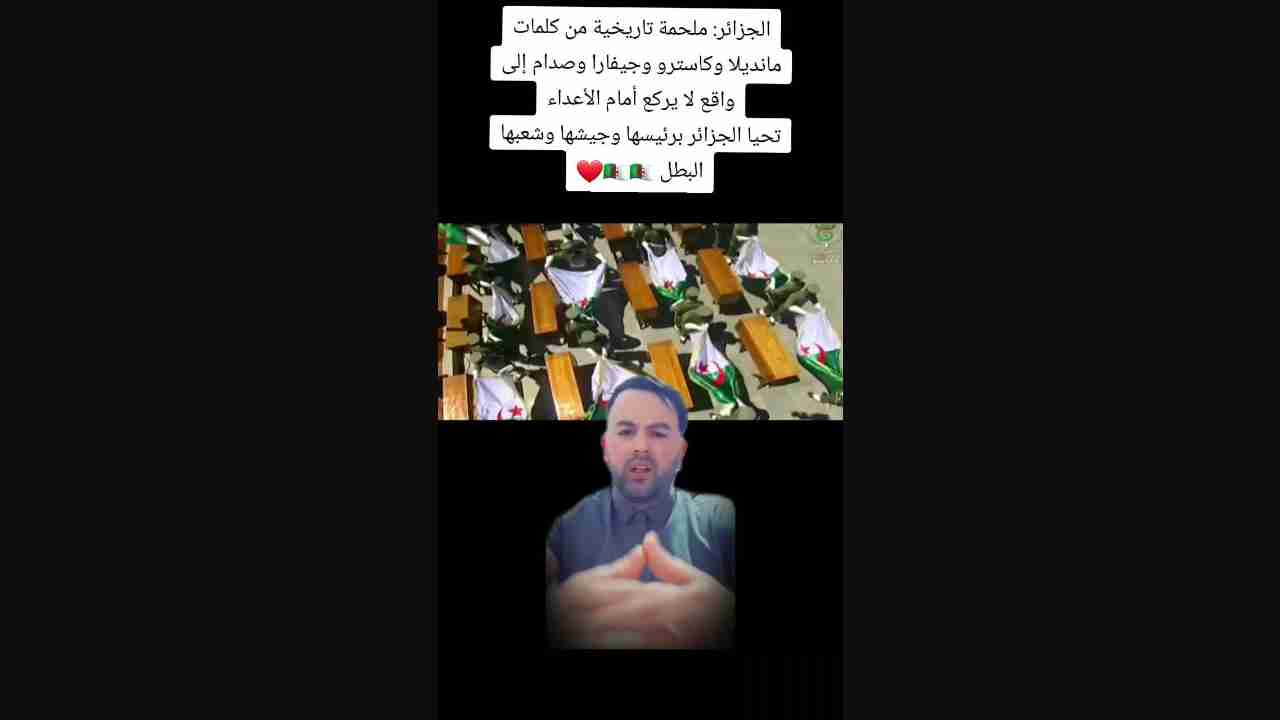 الجزائر: ملحمة تاريخية من كلمات
مانديلا وكاسترو وجيفارا وصدام إلى
واقع لا يركع أمام الأعداء
تحيا الجزائر برئيسها وجيشها وشعبها
البطل 🇩🇿🇩🇿❤️